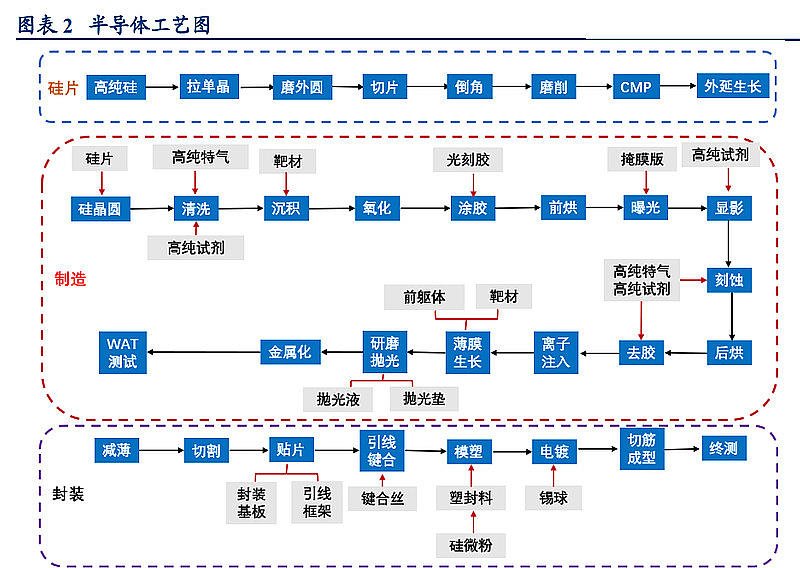 图表 2 半导体工艺图
硅片 高纯硅 拉单晶 磨外圆 切片 倒角 磨削 CMP 外延生长
硅片 高纯特气 靶材 光刻胶 掩膜版 高纯试剂
硅晶圆 清洗 沉积 氧化 涂胶 前烘 曝光 显影
高纯试剂
制造
高纯特气
高纯试剂
刻蚀
前躯体 靶材
WAT
测试
金属化
研磨
抛光
薄膜
生长
离子
注入
去胶
后烘
抛光液 抛光垫
封装
减薄 切割 贴片
引线
键合
模塑 电镀
切筋
成型
终测
封装
基板
引线
框架
键合丝 塑封料 锡球
硅微粉